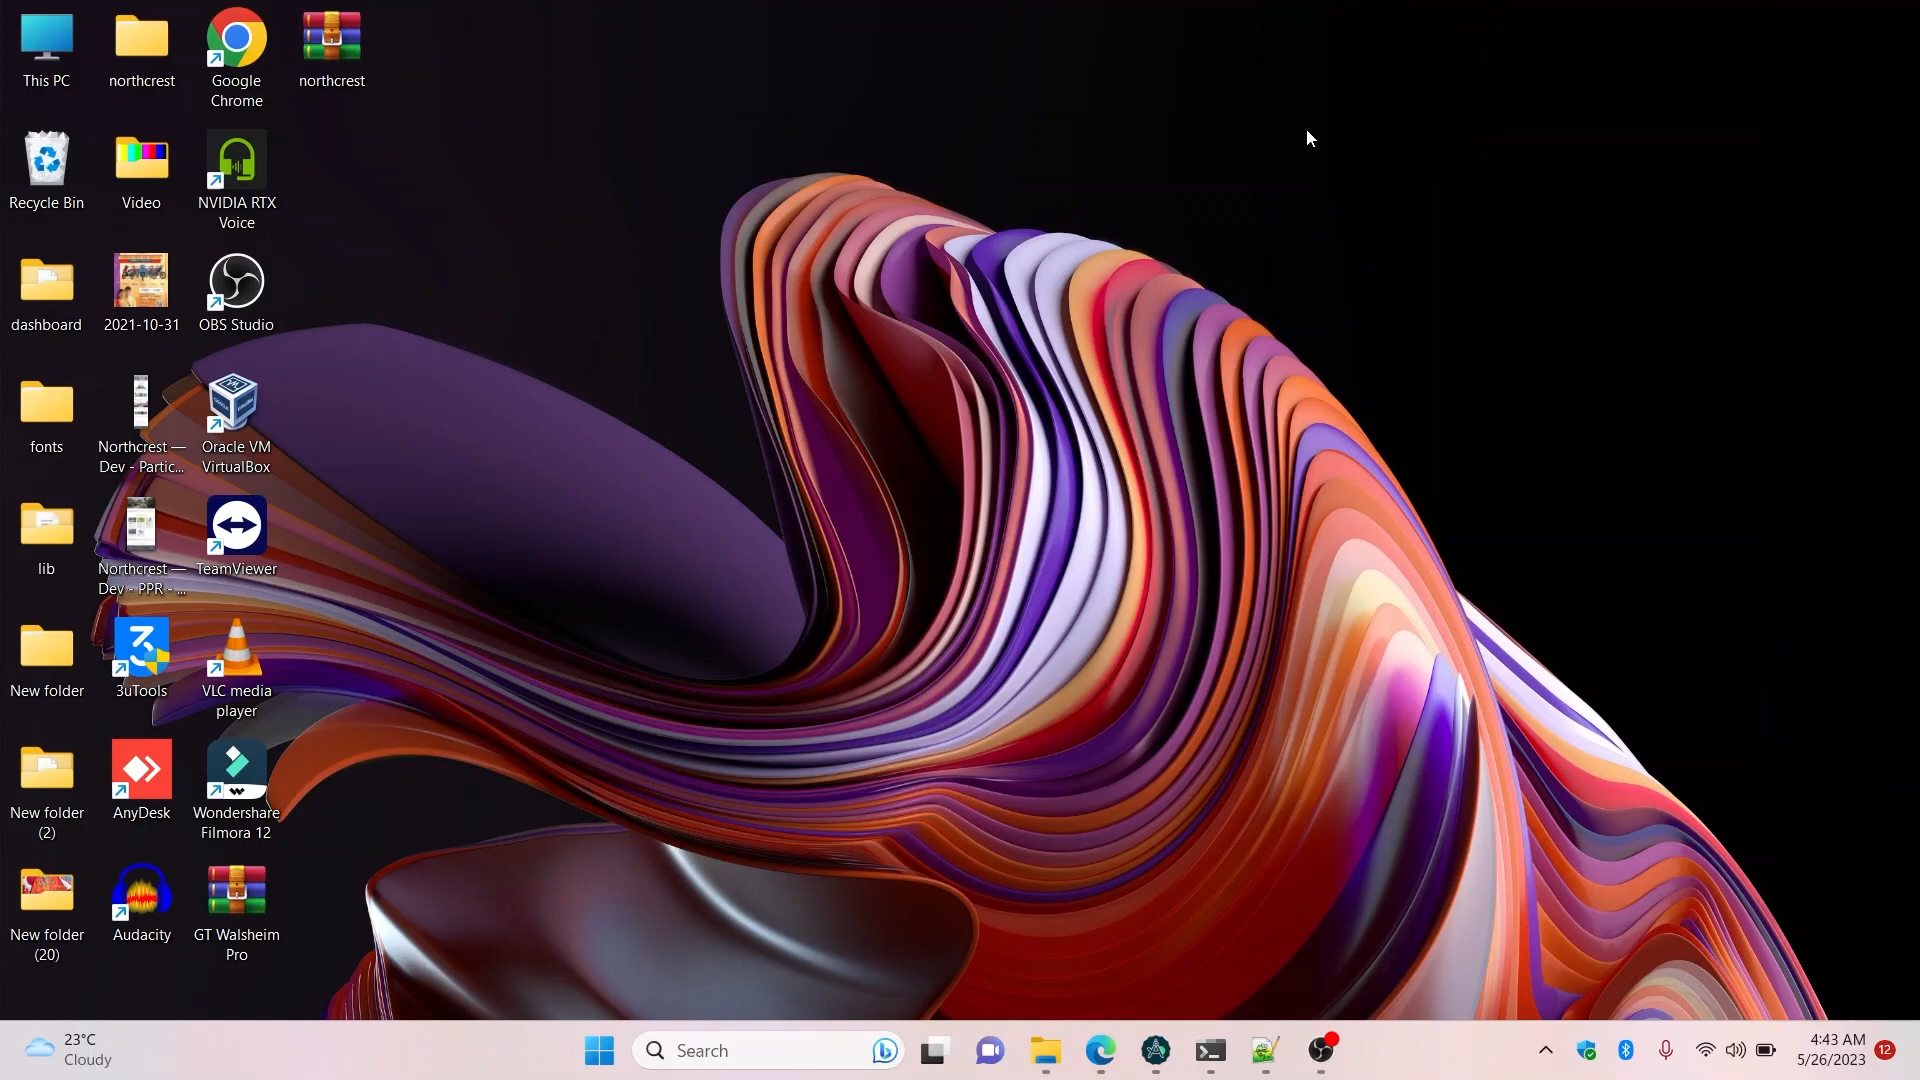 This PC
northcrest
Google
Chrome
northcrest
Recycle Bin
Video
NVIDIA RTX
Voice
dashboard
2021-10-31
OBS Studio
fonts
Northcrest —
Dev - Partic...
Oracle VM
VirtualBox
lib
Northcrest —
Dev - PPR - ...
TeamViewer
New folder
3uTools
VLC media
player
New folder
(2)
AnyDesk
Wondershare
Filmora 12
New folder
(20)
Audacity
GT Walsheim
Pro
23°C
Cloudy
Search
4:43 AM
5/26/2023
12